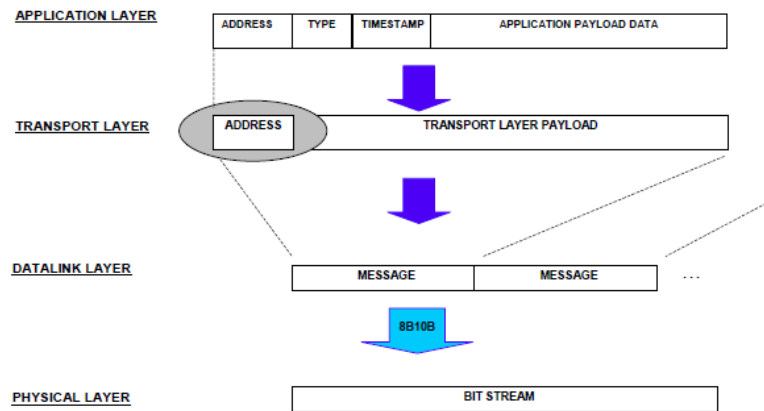 APPLICATION LAYER
ADDRESS TYPE TIMESTAMP APPLICATION PAYLOAD DATA
TRANSPORT LAYER
ADDRESS TRANSPORT LAYER PAYLOAD
DATALINK LAYER
MESSAGE MESSAGE ...
8B10B
PHYSICAL LAYER
BIT STREAM